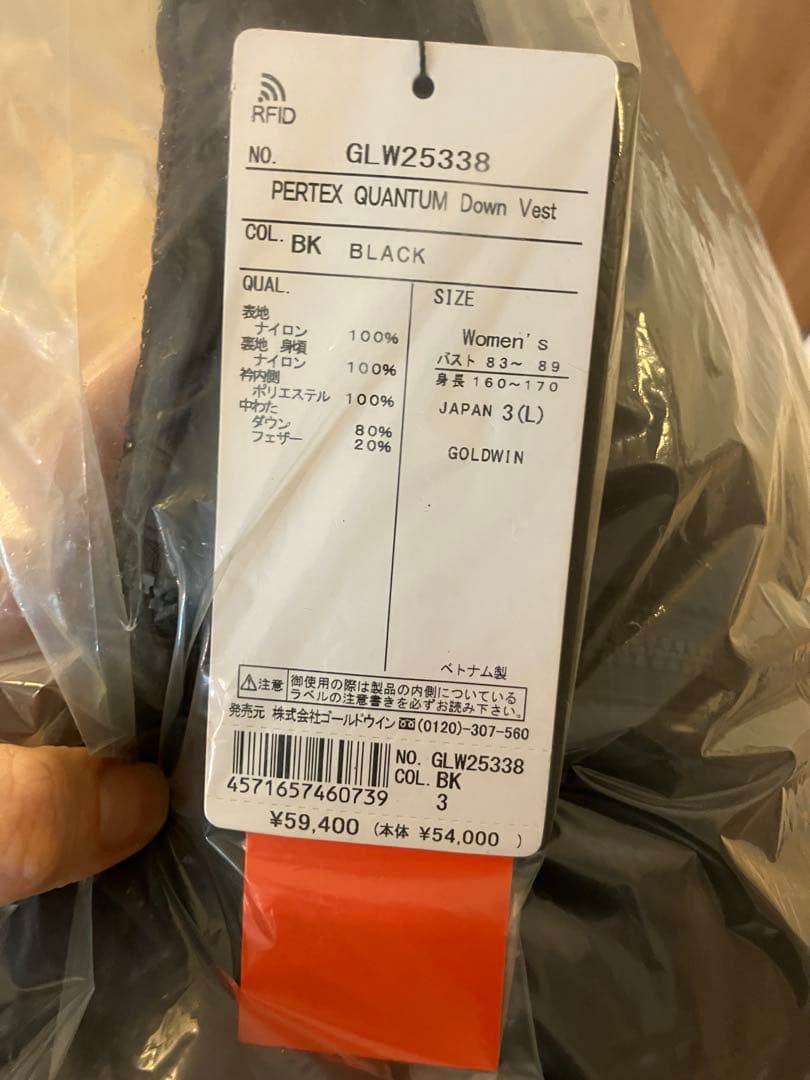 RFID
NO. GLW25338
PERTEX QUANTUM Down Vest
COL. BK BLACK
QUAL.
表地
ナイロン 100%
裏地 身頃
ナイロン 100%
衿内側
ポリエステル 100%
中わた
ダウン 80%
フェザー 20%
SIZE
Women's
バスト 83~ 89
身長 160~170
JAPAN 3(L)
GOLDWIN
ベトナム製
注意 御使用の際は製品の内側についている
ラベルの注意書きを必ずお読み下さい。
発売元 株式会社ゴールドウイン (0120)-307-560
4571657460739
NO. GLW25338
COL. BK
3
¥59,400 (本体 ¥54,000 )